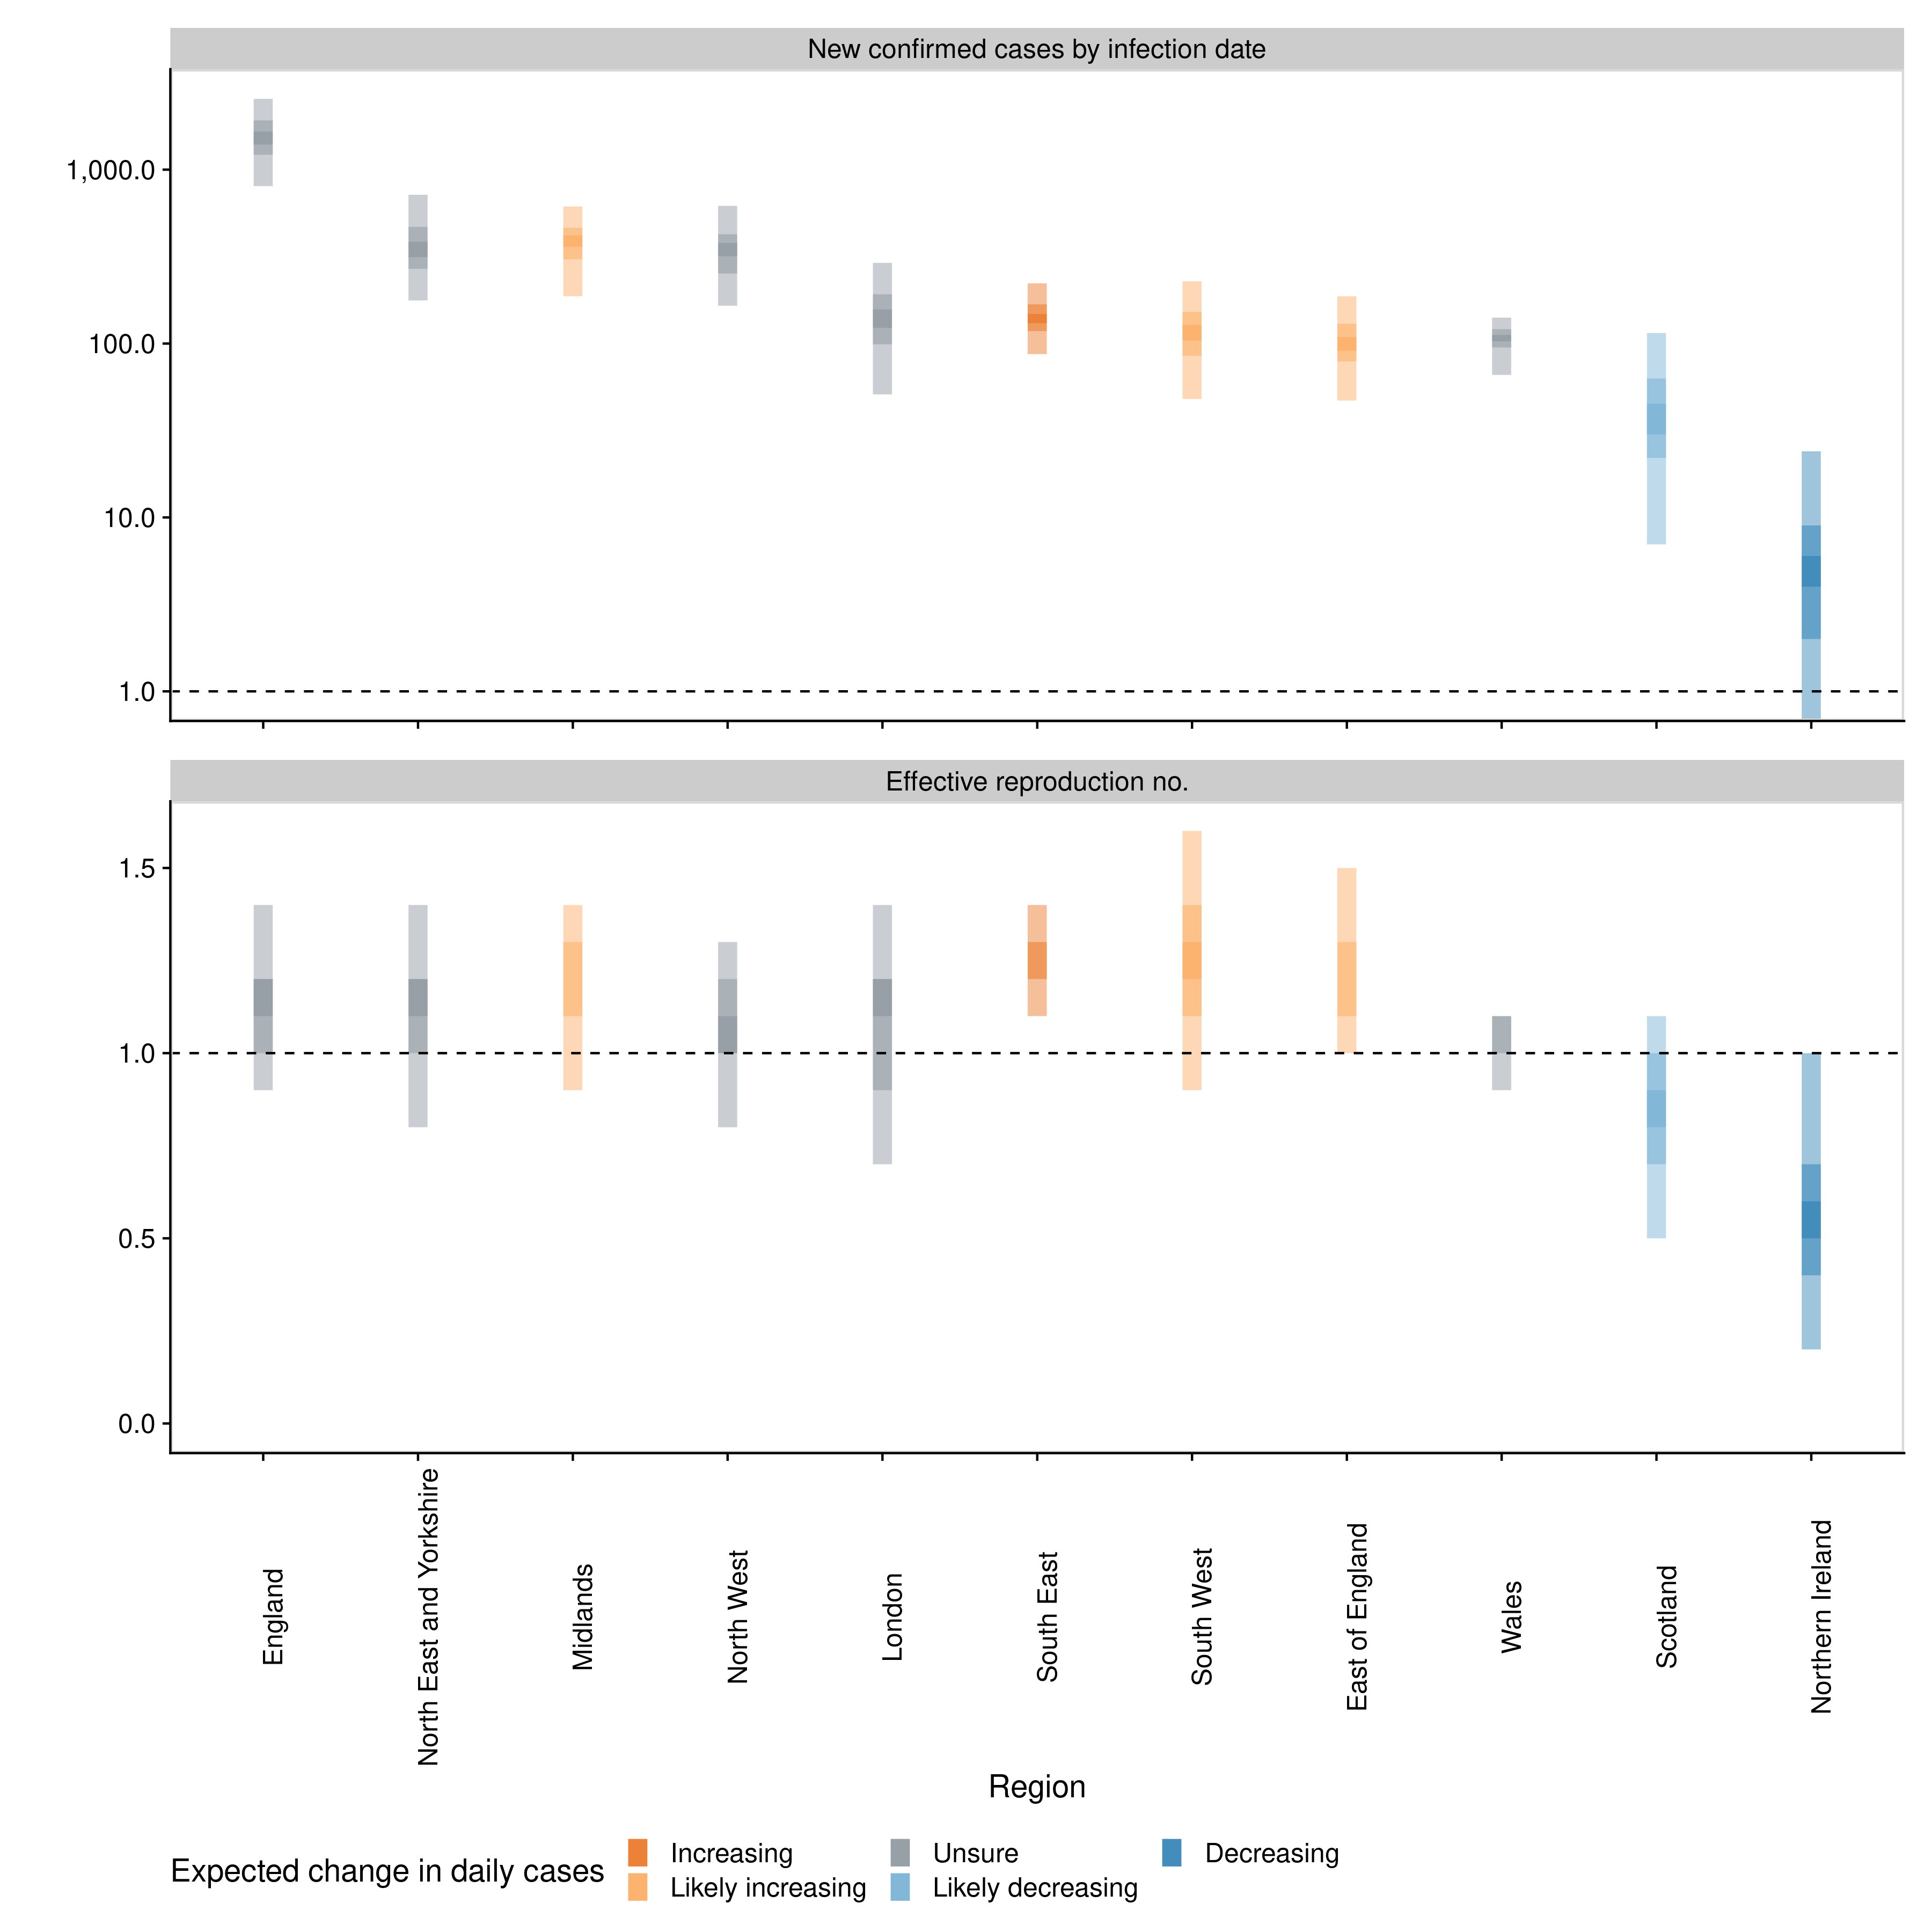 New confirmed cases by infection date
1,000.0
100.0
10.0
1.0
Effective reproduction no.
1.5
1.0
0.5
0.0
England
North East and Yorkshire
Midlands
North West
London
South East
South West
East of England
Wales
Scotland
Northern Ireland
Region
Expected change in daily cases
Increasing
Likely increasing
Unsure
Likely decreasing
Decreasing